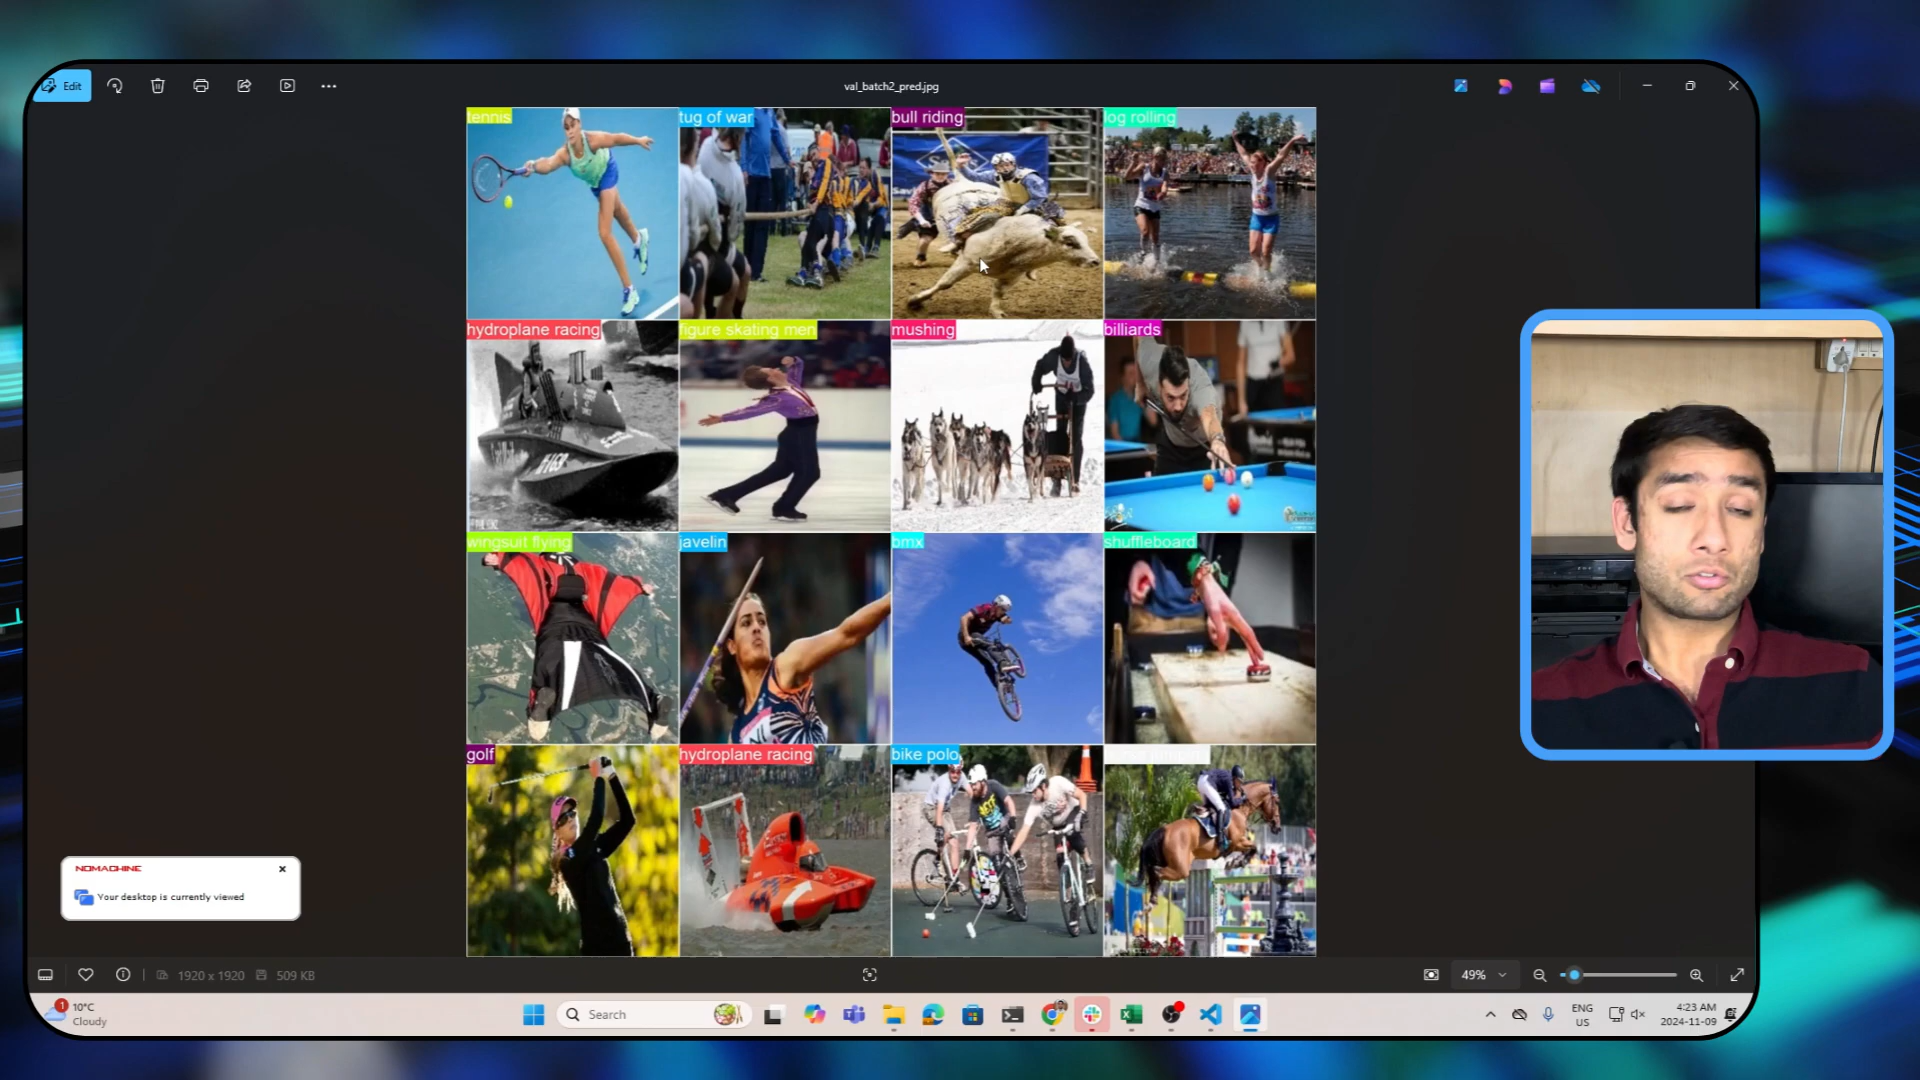 Edit
val_batch2_pred.jpg
tennis
tug of war
bull riding
log rolling
hydroplane racing
figure skating men
mushing
billiards
wingsuit flying
javelin
bmx
shuffleboard
golf
hydroplane racing
bike polo
NOMACHINE
Your desktop is currently viewed
1920 x 1920
509 KB
49%
1
10°C
Cloudy
Search
ENG
US
4:23 AM
2024-11-09